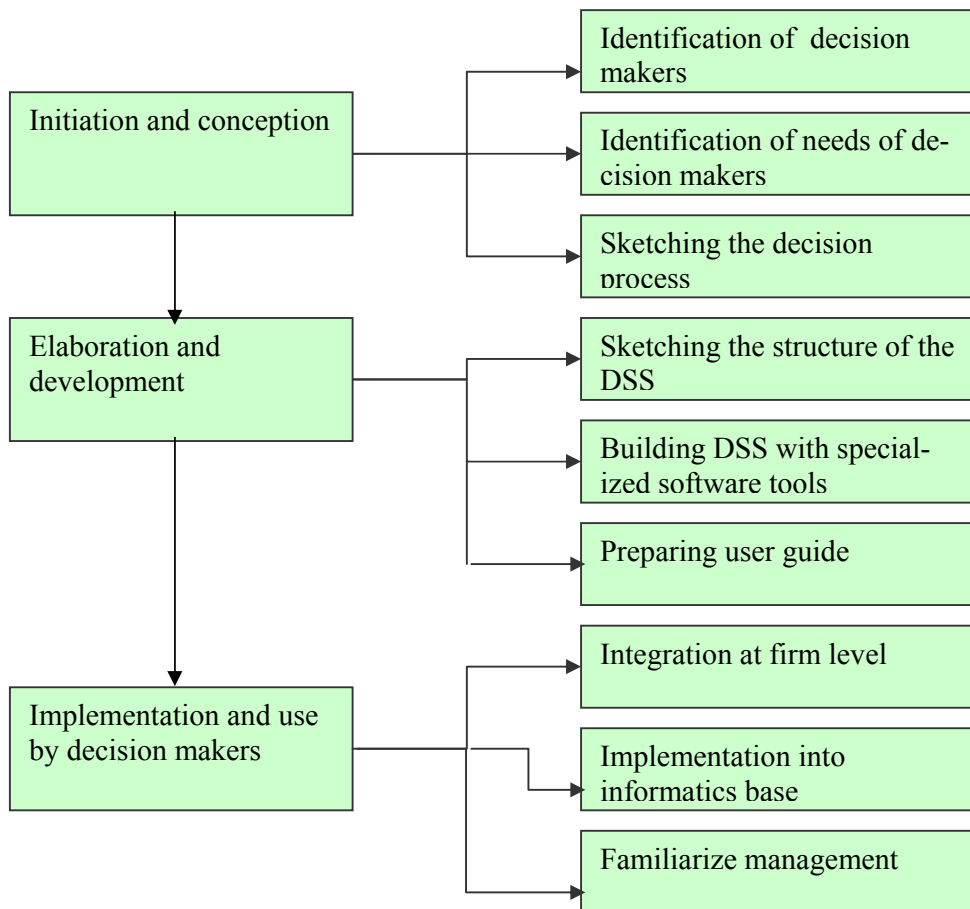 Identification of decision
makers
Initiation and conception
Identification of needs of de-
cision makers
Sketching the decision
process
Elaboration and
development
Sketching the structure of the
DSS
Building DSS with special-
ized software tools
Preparing user guide
Integration at firm level
Implementation and use
by decision makers
Implementation into
informatics base
Familiarize management